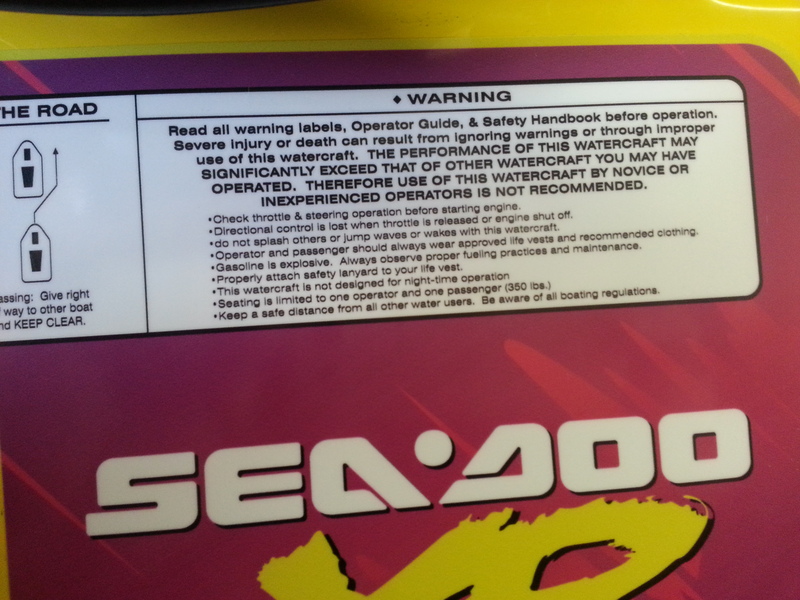 THE ROAD
assing: Give right
way to other boat
nd KEEP CLEAR.
♦ WARNING
Read all warning labels, Operator Guide, & Safety Handbook before operation.
Severe injury or death can result from ignoring warnings or through improper
use of this watercraft. THE PERFORMANCE OF THIS WATERCRAFT MAY
SIGNIFICANTLY EXCEED THAT OF OTHER WATERCRAFT YOU MAY HAVE
OPERATED. THEREFORE USE OF THIS WATERCRAFT BY NOVICE OR
INEXPERIENCED OPERATORS IS NOT RECOMMENDED.
•Check throttle & steering operation before starting engine.
•Directional control is lost when throttle is released or engine shut off.
•do not splash others or jump waves or wakes with this watercraft.
•Operator and passenger should always wear approved life vests and recommended clothing.
•Gasoline is explosive. Always observe proper fueling practices and maintenance.
•Properly attach safety lanyard to your life vest.
•This watercraft is not designed for night-time operation
•Seating is limited to one operator and one passenger (350 lbs.)
•Keep a safe distance from all other water users. Be aware of all boating regulations.
SEA•DOO